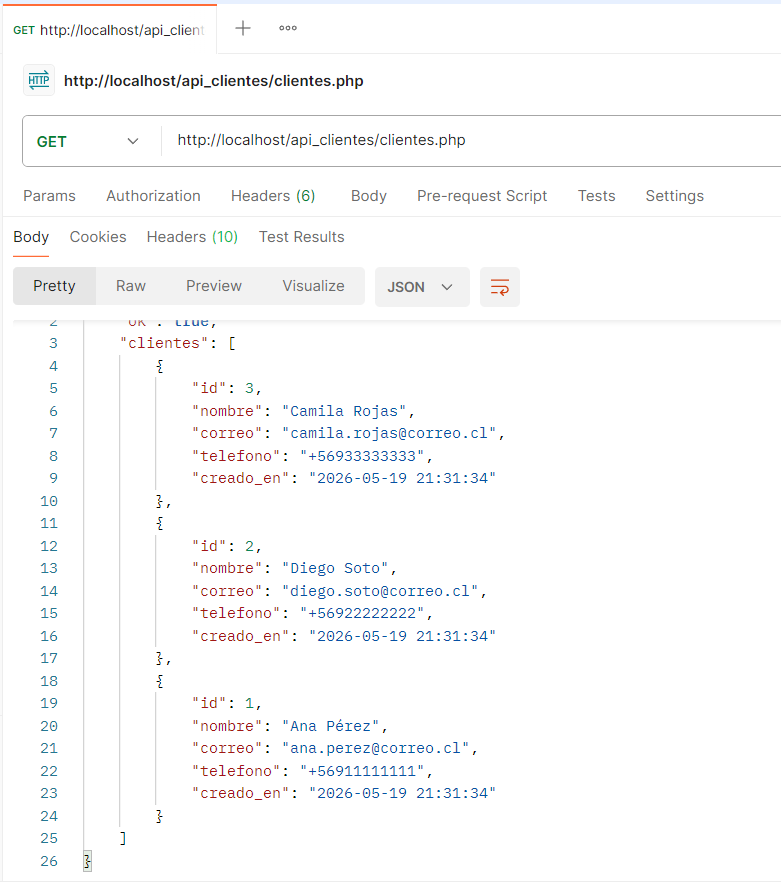 GET http://localhost/api_client
HTTP http://localhost/api_clientes/clientes.php
GET http://localhost/api_clientes/clientes.php
Params Authorization Headers (6) Body Pre-request Script Tests Settings
Body Cookies Headers (10) Test Results
Pretty Raw Preview Visualize JSON
2 "ok": true,
3 "clientes": [
4 {
5 "id": 3,
6 "nombre": "Camila Rojas",
7 "correo": "camila.rojas@correo.cl",
8 "telefono": "+56933333333",
9 "creado_en": "2026-05-19 21:31:34"
10 },
11 {
12 "id": 2,
13 "nombre": "Diego Soto",
14 "correo": "diego.soto@correo.cl",
15 "telefono": "+56922222222",
16 "creado_en": "2026-05-19 21:31:34"
17 },
18 {
19 "id": 1,
20 "nombre": "Ana Pérez",
21 "correo": "ana.perez@correo.cl",
22 "telefono": "+56911111111",
23 "creado_en": "2026-05-19 21:31:34"
24 }
25 ]
26 }